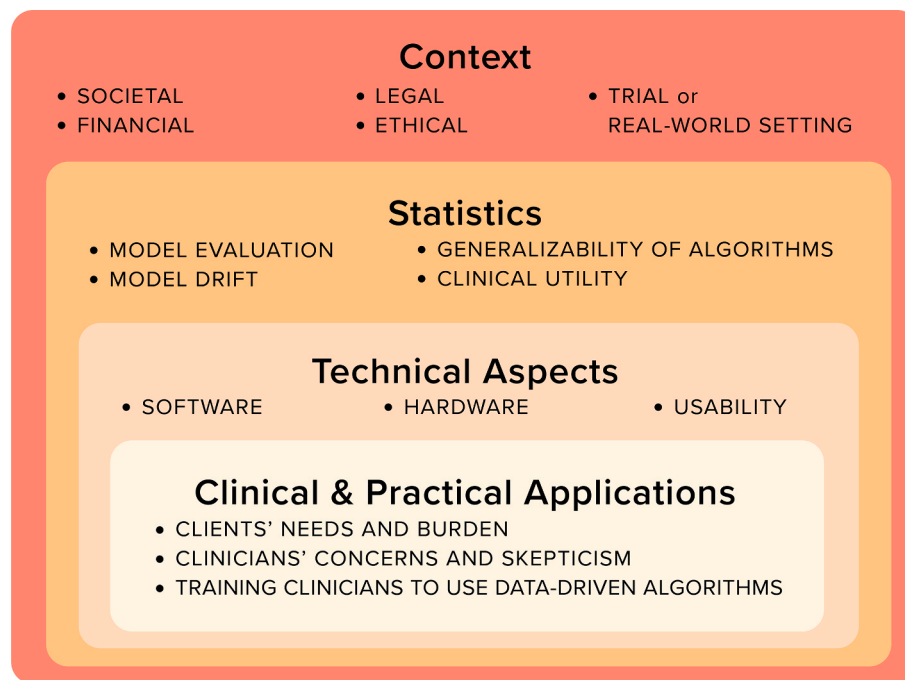 Context
• SOCIETAL
• FINANCIAL
• LEGAL
• ETHICAL
• TRIAL or
REAL-WORLD SETTING
Statistics
• MODEL EVALUATION
• MODEL DRIFT
• GENERALIZABILITY OF ALGORITHMS
• CLINICAL UTILITY
Technical Aspects
• SOFTWARE
• HARDWARE
• USABILITY
Clinical & Practical Applications
• CLIENTS’ NEEDS AND BURDEN
• CLINICIANS’ CONCERNS AND SKEPTICISM
• TRAINING CLINICIANS TO USE DATA-DRIVEN ALGORITHMS